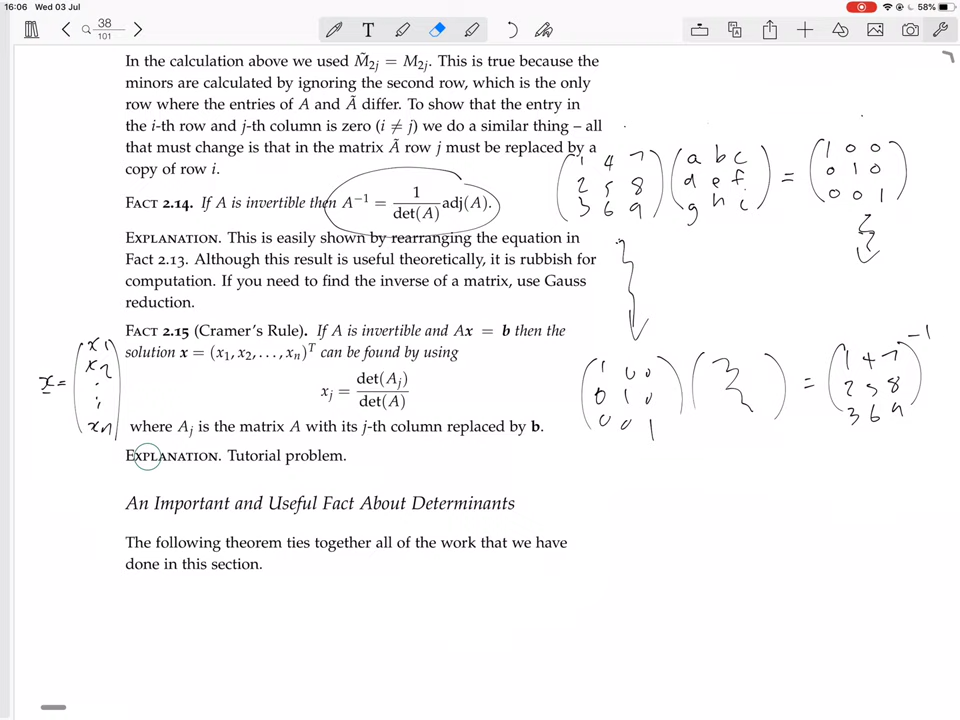 16:06 Wed 03 Jul
58%
38
101
T
In the calculation above we used M̃₂ⱼ = M₂ⱼ. This is true because the
minors are calculated by ignoring the second row, which is the only
row where the entries of A and Ã differ. To show that the entry in
the i-th row and j-th column is zero (i ≠ j) we do a similar thing – all
that must change is that in the matrix Ã row j must be replaced by a
copy of row i.
FACT 2.14. If A is invertible then A⁻¹ = 1/det(A) adj(A).
EXPLANATION. This is easily shown by rearranging the equation in
Fact 2.13. Although this result is useful theoretically, it is rubbish for
computation. If you need to find the inverse of a matrix, use Gauss
reduction.
FACT 2.15 (Cramer's Rule). If A is invertible and Ax = b then the
solution x = (x₁, x₂, . . . , xₙ)ᵀ can be found by using
xⱼ = det(Aⱼ)/det(A)
where Aⱼ is the matrix A with its j-th column replaced by b.
EXPLANATION. Tutorial problem.
An Important and Useful Fact About Determinants
The following theorem ties together all of the work that we have
done in this section.
x1
x2
x =
xn
1 4 7 a b c 1 0 0
2 5 8 d e f = 0 1 0
3 6 9 g h i 0 0 1
1 0 0 1 4 7 -1
0 1 0 = 2 5 8
0 0 1 3 6 9